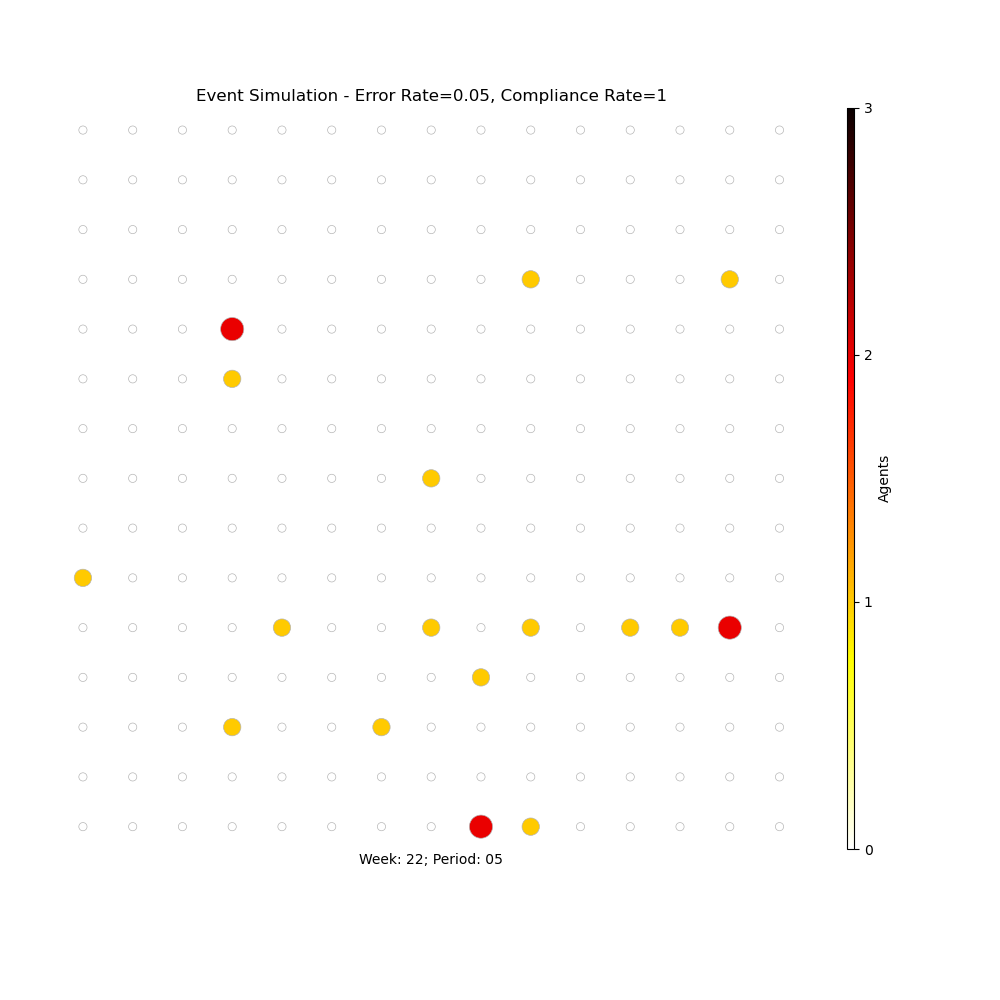 Event Simulation - Error Rate=0.05, Compliance Rate=1
3
2
Agents
1
0
Week: 22; Period: 05